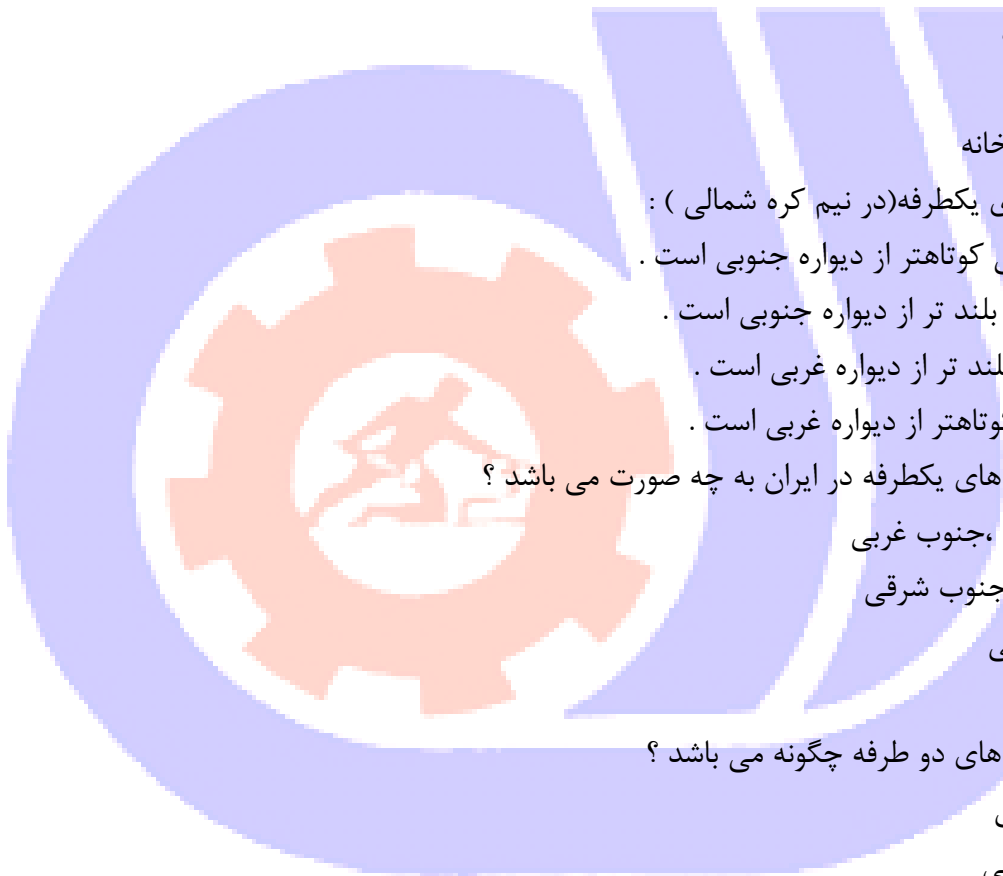 خانه
یکطرفه(در نیم کره شمالی ) :
کوتاهتر از دیواره جنوبی است .
بلند تر از دیواره جنوبی است .
بلند تر از دیواره غربی است .
کوتاهتر از دیواره غربی است .
های یکطرفه در ایران به چه صورت می باشد ؟
،جنوب غربی
جنوب شرقی
های دو طرفه چگونه می باشد ؟